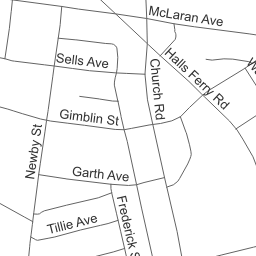 McLaran Ave
Halls Ferry Rd
Sells Ave
Church Rd
Gimblin St
Newby St
Garth Ave
Frederick S
Tillie Ave